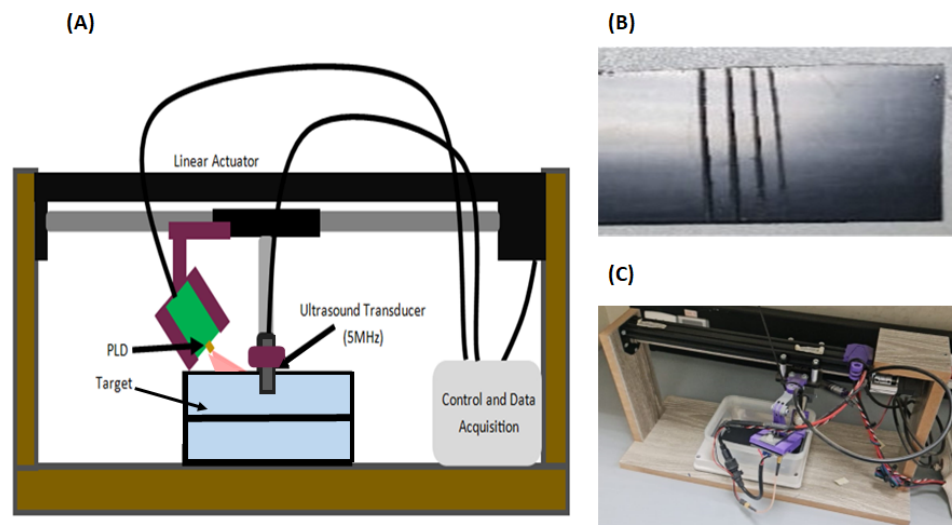 (A)
(B)
Linear Actuator
Ultrasound Transducer
(5MHz)
PLD
Target
Control and Data
Acquisition
(C)